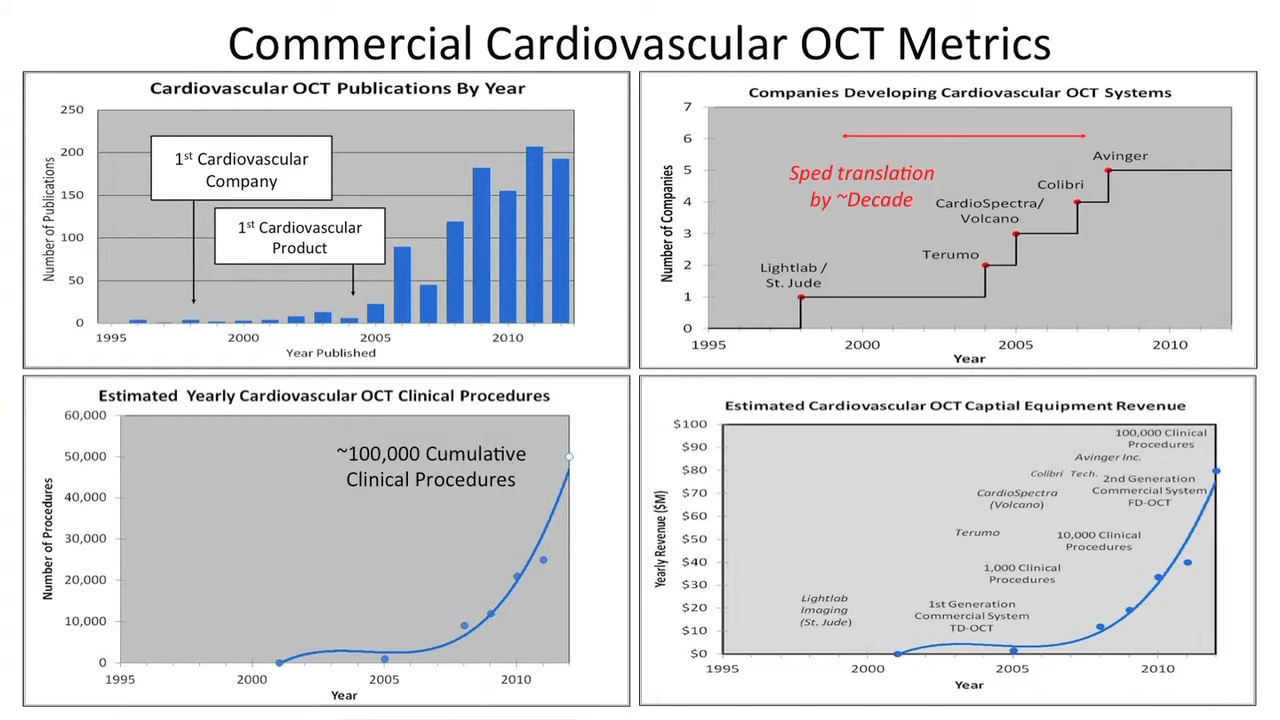 Commercial Cardiovascular OCT Metrics
Cardiovascular OCT Publications By Year
Number of Publications
250
200
150
100
50
0
1st Cardiovascular
Company
1st Cardiovascular
Product
1995
2000
2005
2010
Year Published
Companies Developing Cardiovascular OCT Systems
Number of Companies
7
6
5
4
3
2
1
0
Sped translation
by ~Decade
Avinger
Colibri
CardioSpectra/
Volcano
Terumo
Lightlab /
St. Jude
1995
2000
2005
2010
Year
Estimated Yearly Cardiovascular OCT Clinical Procedures
Number of Procedures
60,000
50,000
40,000
30,000
20,000
10,000
0
~100,000 Cumulative
Clinical Procedures
1995
2000
2005
2010
Year
Estimated Cardiovascular OCT Captial Equipment Revenue
Yearly Revenue ($M)
$100
$90
$80
$70
$60
$50
$40
$30
$20
$10
$0
100,000 Clinical
Procedures
Avinger Inc.
Colibri Tech.
2nd Generation
Commercial System
FD-OCT
CardioSpectra
(Volcano)
Terumo
10,000 Clinical
Procedures
1,000 Clinical
Procedures
Lightlab
Imaging
(St. Jude)
1st Generation
Commercial System
TD-OCT
1995
2000
2005
2010
Year